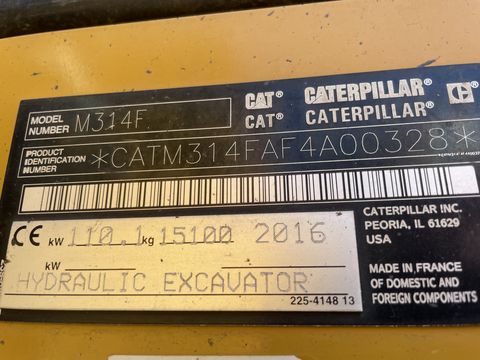 MODEL NUMBER M314F
CAT® CATERPILLAR®
CAT® CATERPILLAR®
PRODUCT IDENTIFICATION NUMBER *CATM314FAF4A00328*
CATERPILLAR INC.
PEORIA, IL 61629
USA
CE kW 110.1 kg 15100 2016
kW
HYDRAULIC EXCAVATOR
225-4148 13
MADE IN FRANCE
OF DOMESTIC AND
FOREIGN COMPONENTS